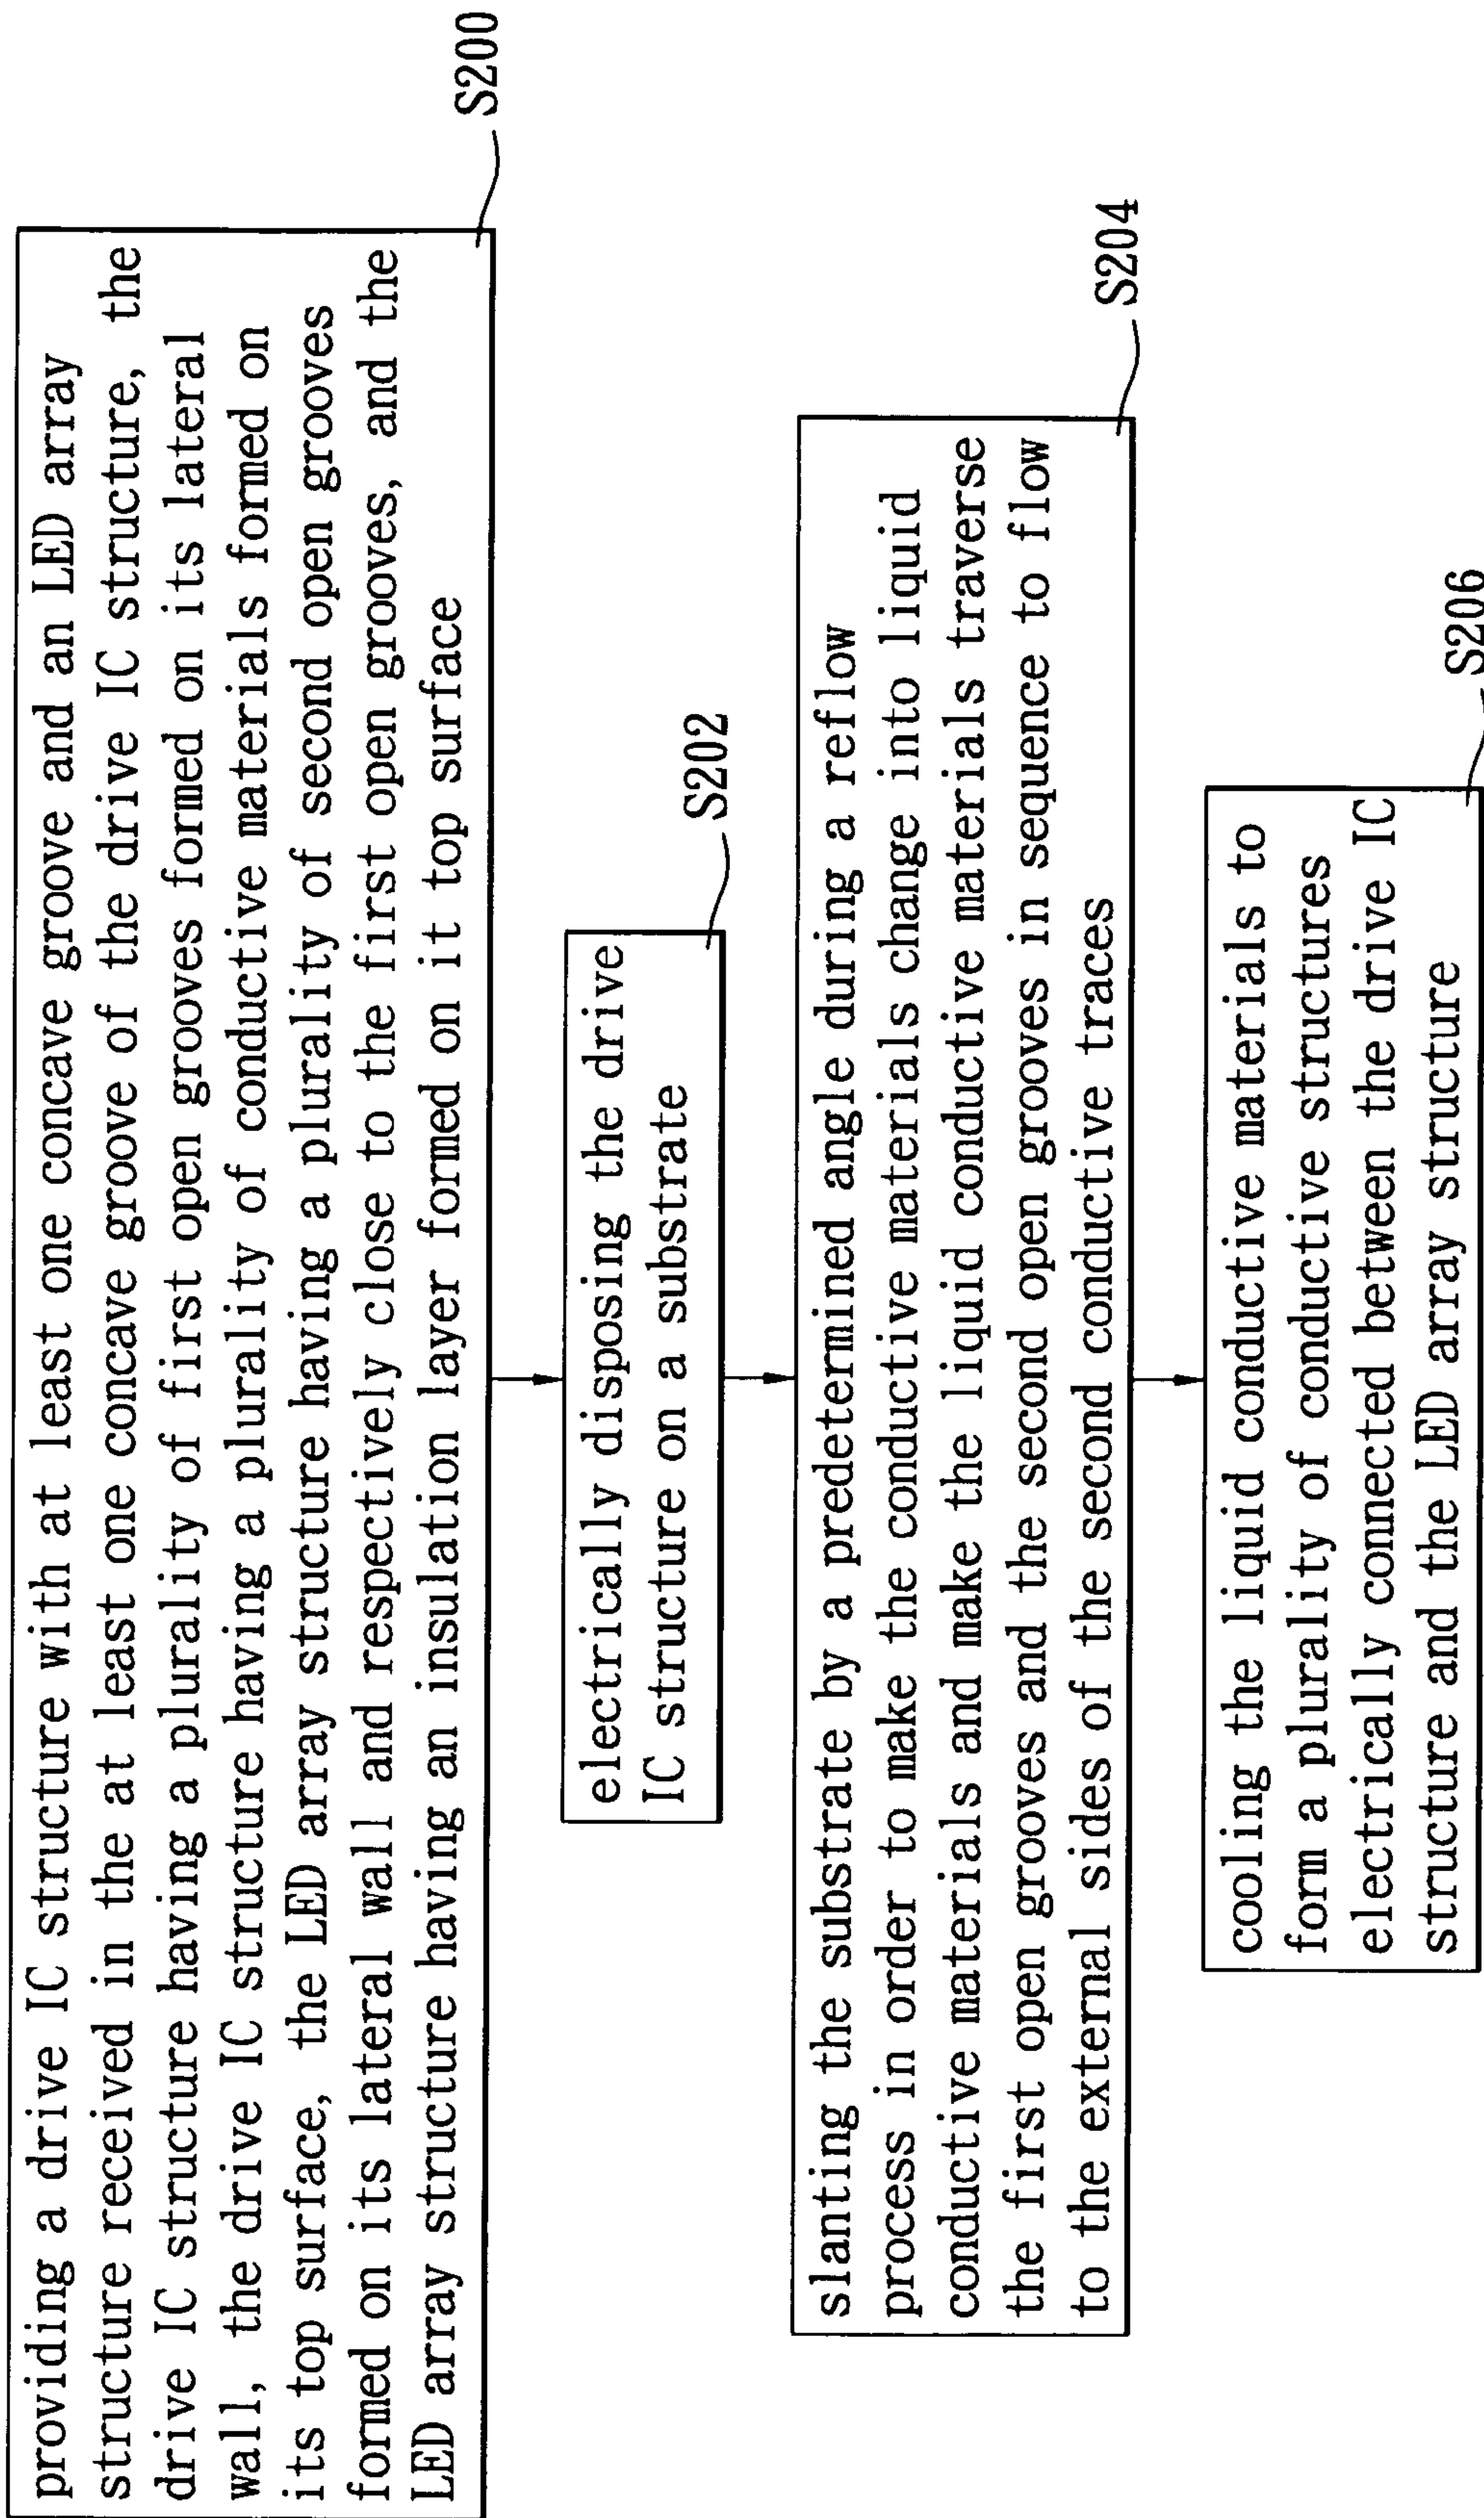 providing a drive IC structure with at least one concave groove and an LED array
structure received in the at least one concave groove of the drive IC structure, the
drive IC structure having a plurality of first open grooves formed on its lateral
wall, the drive IC structure having a plurality of conductive materials formed on
its top surface, the LED array structure having a plurality of second open grooves
formed on its lateral wall and respectively close to the first open grooves, and the
LED array structure having an insulation layer formed on it top surface
S200
electrically disposing the drive
IC structure on a substrate
S202
slanting the substrate by a predetermined angle during a reflow
process in order to make the conductive materials change into liquid
conductive materials and make the liquid conductive materials traverse
the first open grooves and the second open grooves in sequence to flow
to the external sides of the second conductive traces
S204
cooling the liquid conductive materials to
form a plurality of conductive structures
electrically connected between the drive IC
structure and the LED array structure
S206